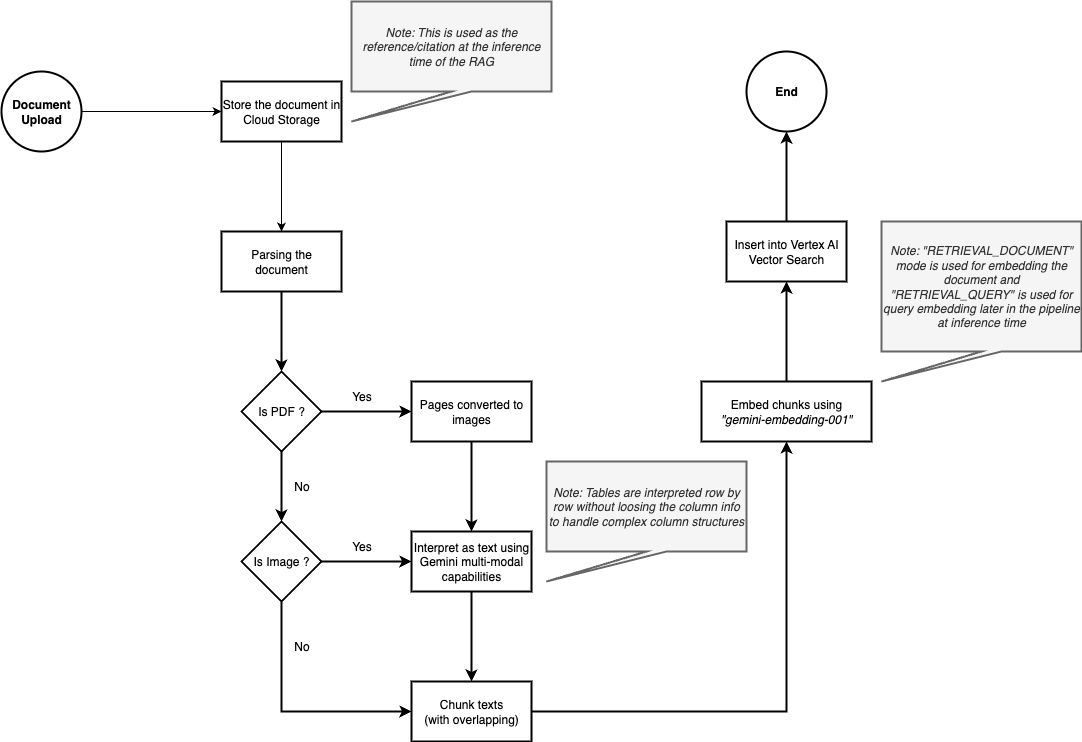 Note: This is used as the
reference/citation at the inference
time of the RAG
Document
Upload
Store the document in
Cloud Storage
End
Parsing the
document
Insert into Vertex AI
Vector Search
Note: "RETRIEVAL_DOCUMENT"
mode is used for embedding the
document and
"RETRIEVAL_QUERY" is used for
query embedding later in the pipeline
at inference time
Is PDF ?
Yes
Pages converted to
images
Embed chunks using
"gemini-embedding-001"
No
Note: Tables are interpreted row by
row without loosing the column info
to handle complex column structures
Is Image ?
Yes
Interpret as text using
Gemini multi-modal
capabilities
No
Chunk texts
(with overlapping)